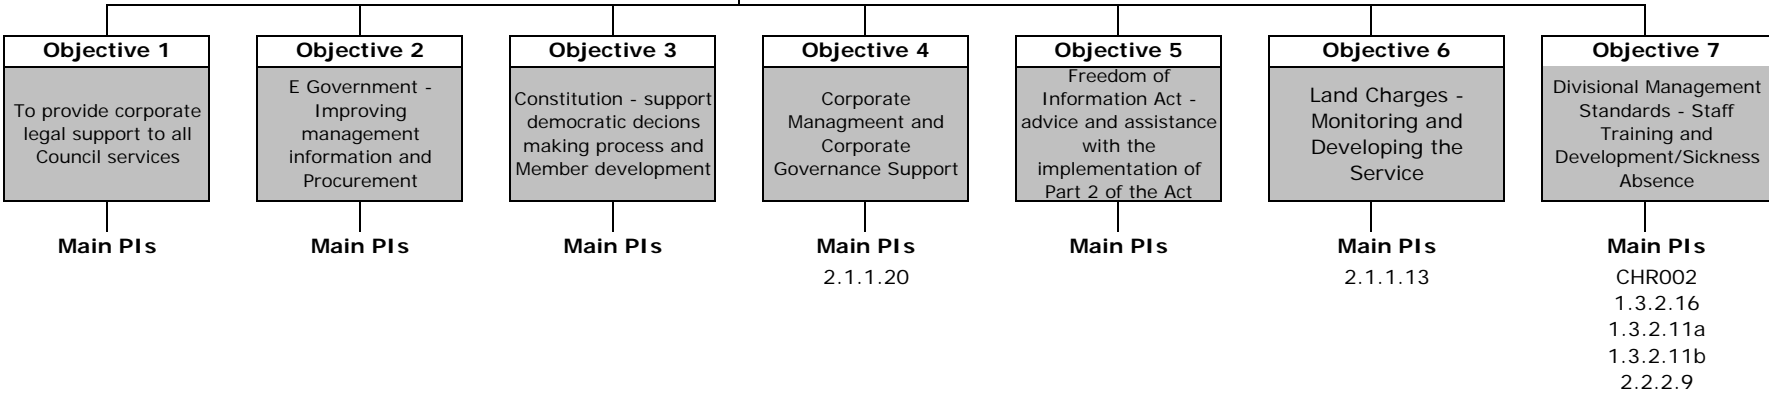 Objective 1
To provide corporate
legal support to all
Council services
Main PIs
Objective 2
E Government -
Improving
management
information and
Procurement
Main PIs
Objective 3
Constitution - support
democratic decions
making process and
Member development
Main PIs
Objective 4
Corporate
Managmeent and
Corporate
Governance Support
Main PIs
2.1.1.20
Objective 5
Freedom of
Information Act -
advice and assistance
with the
implementation of
Part 2 of the Act
Main PIs
Objective 6
Land Charges -
Monitoring and
Developing the
Service
Main PIs
2.1.1.13
Objective 7
Divisional Management
Standards - Staff
Training and
Development/Sickness
Absence
Main PIs
CHR002
1.3.2.16
1.3.2.11a
1.3.2.11b
2.2.2.9